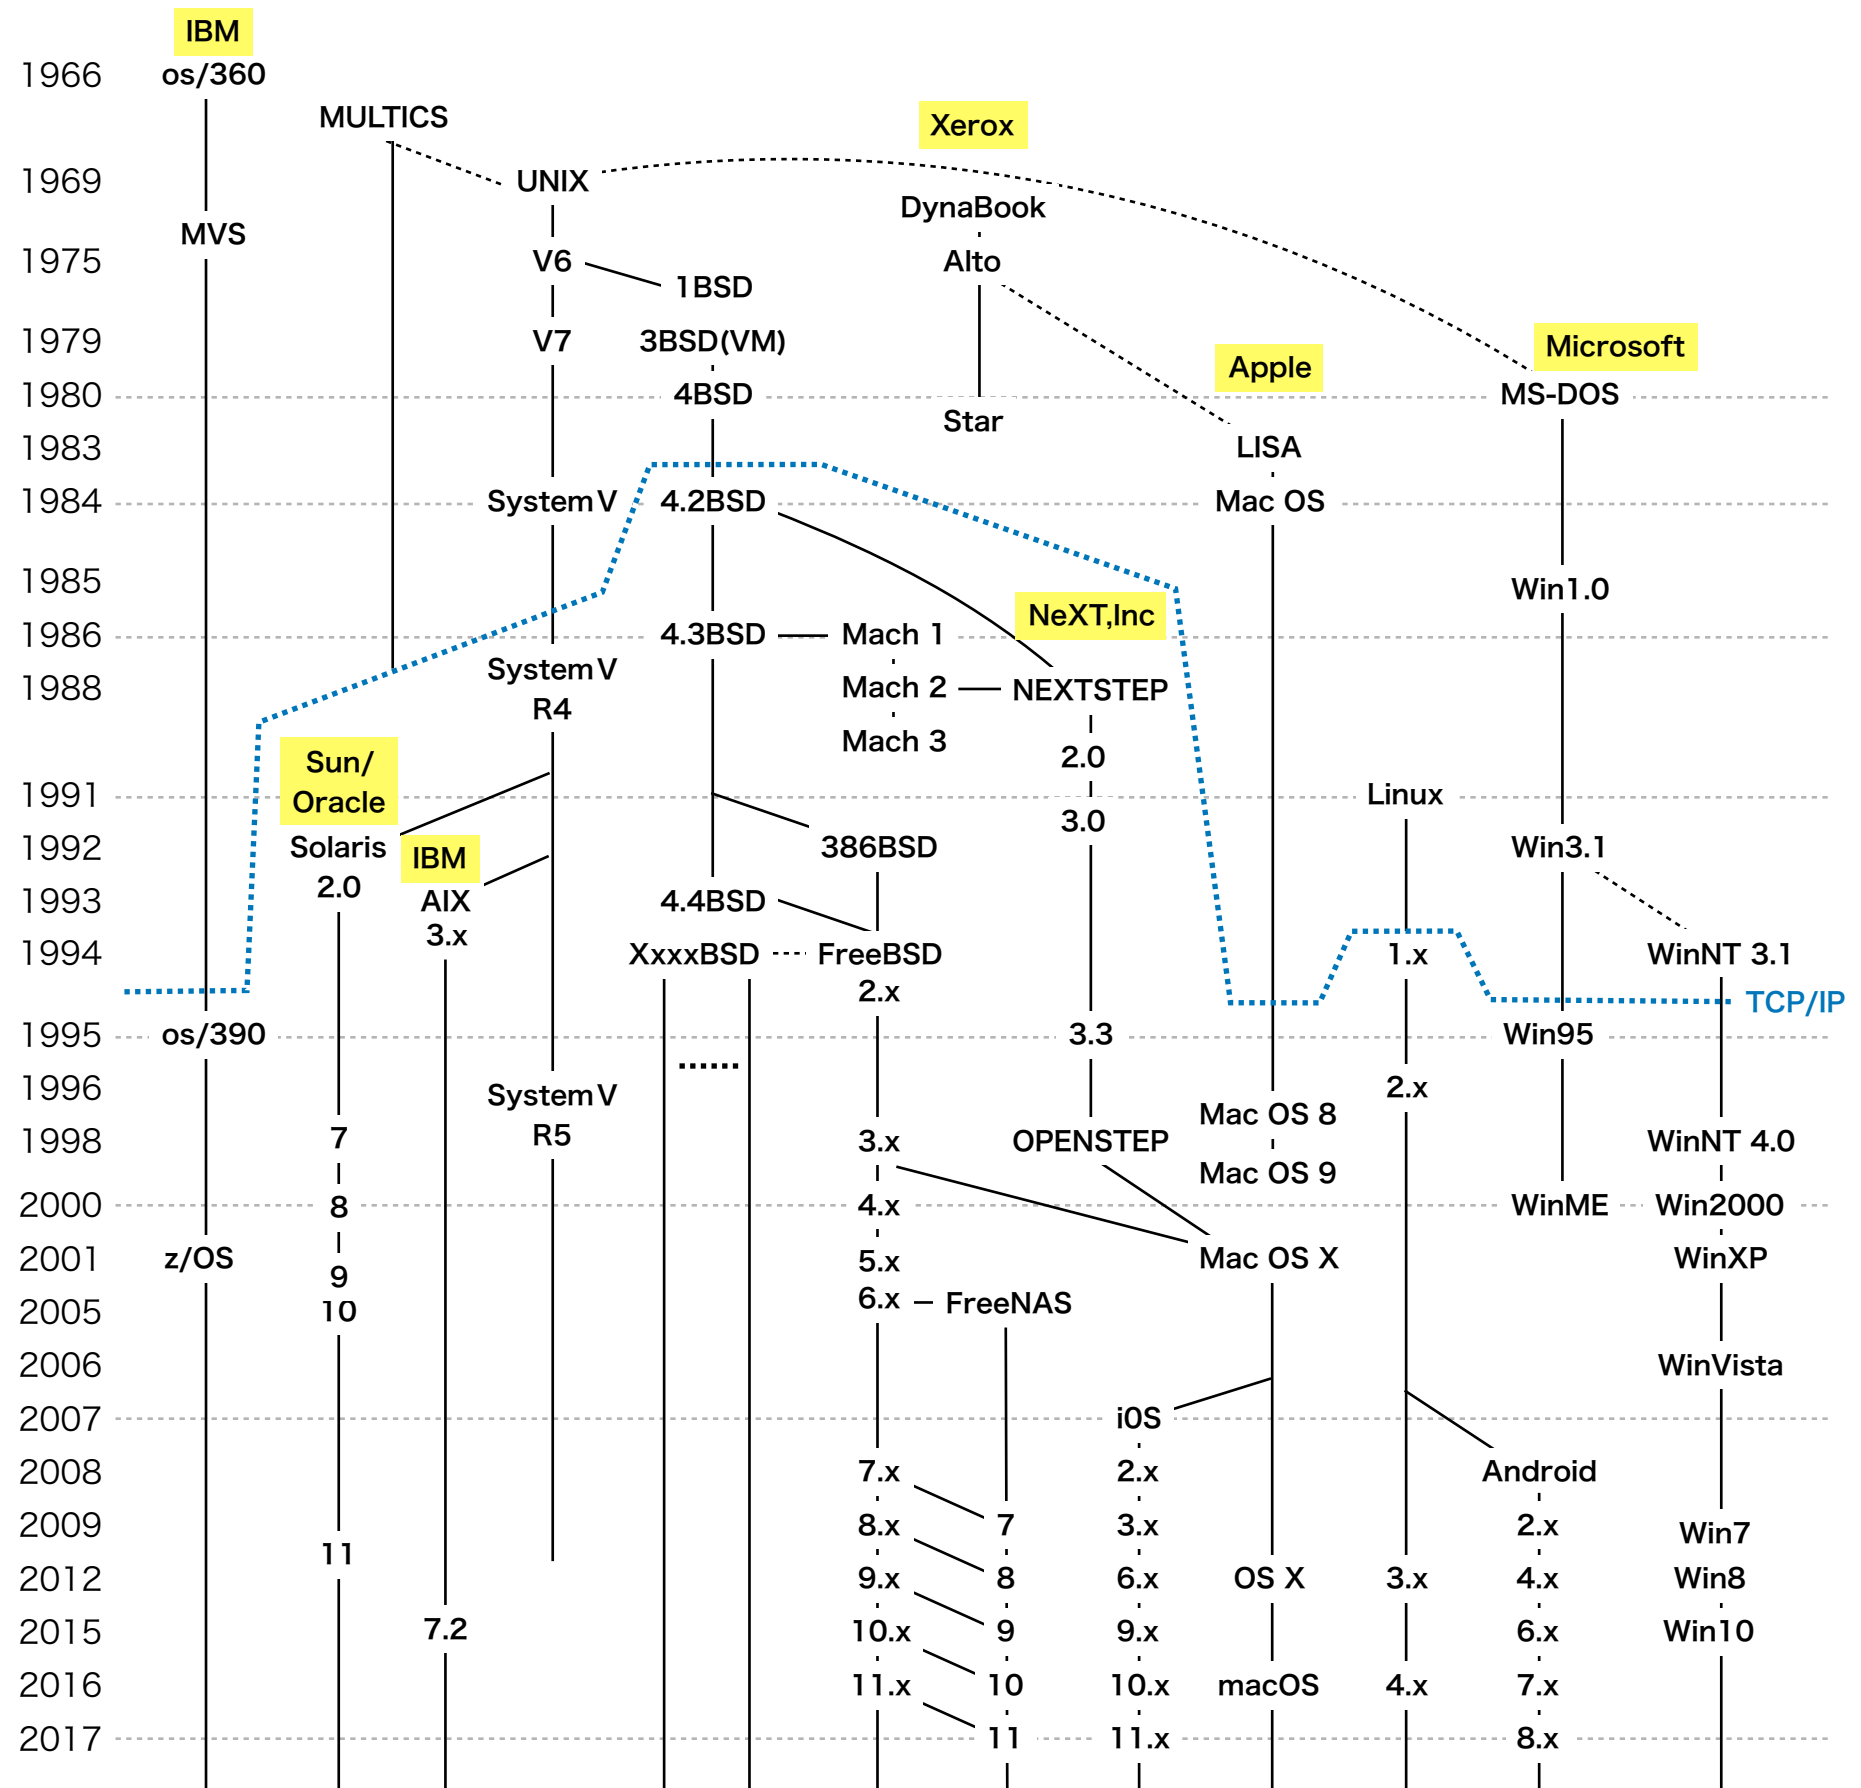 IBM
1966 os/360
MULTICS
Xerox
1969 UNIX
DynaBook
MVS
1975 V6 Alto
1BSD
Microsoft
1979 V7 3BSD(VM)
Apple
1980 4BSD MS-DOS
Star
1983 LISA
1984 System V 4.2BSD Mac OS
1985 Win1.0
NeXT,Inc
1986 4.3BSD Mach 1
System V
1988 Mach 2 NEXTSTEP
R4
Mach 3
2.0
Sun/
Oracle
1991 Linux
3.0
1992 Solaris 386BSD Win3.1
IBM
2.0
1993 AIX 4.4BSD
3.x
1994 XxxxBSD FreeBSD 1.x WinNT 3.1
2.x
TCP/IP
1995 os/390 3.3 Win95
1996 System V 2.x
Mac OS 8
1998 7 R5 3.x OPENSTEP WinNT 4.0
Mac OS 9
2000 8 4.x WinME Win2000
2001 z/OS 5.x Mac OS X WinXP
9
6.x FreeNAS
2005 10
2006 WinVista
2007 i0S
2008 7.x 2.x Android
2009 8.x 7 3.x 2.x Win7
11
2012 9.x 8 6.x OS X 3.x 4.x Win8
2015 7.2 10.x 9 9.x 6.x Win10
2016 11.x 10 10.x macOS 4.x 7.x
2017 11 11.x 8.x